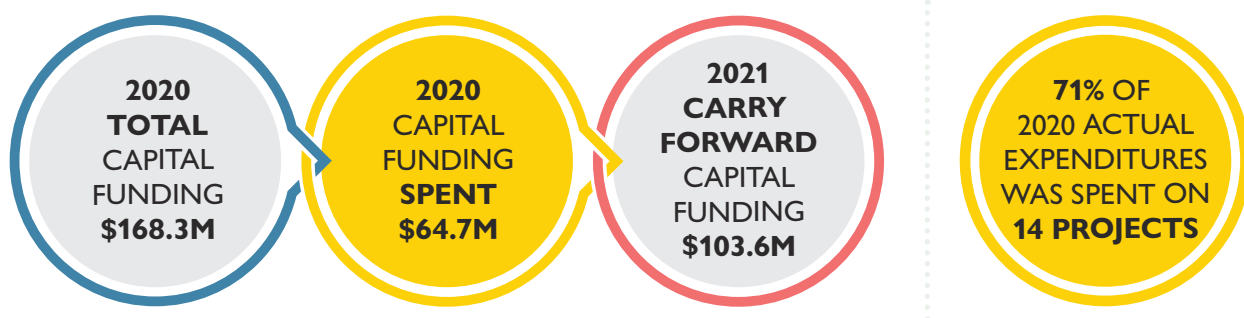 2020
TOTAL
CAPITAL
FUNDING
$168.3M
2020
CAPITAL
FUNDING
SPENT
$64.7M
2021
CARRY
FORWARD
CAPITAL
FUNDING
$103.6M
71% OF
2020 ACTUAL
EXPENDITURES
WAS SPENT ON
14 PROJECTS